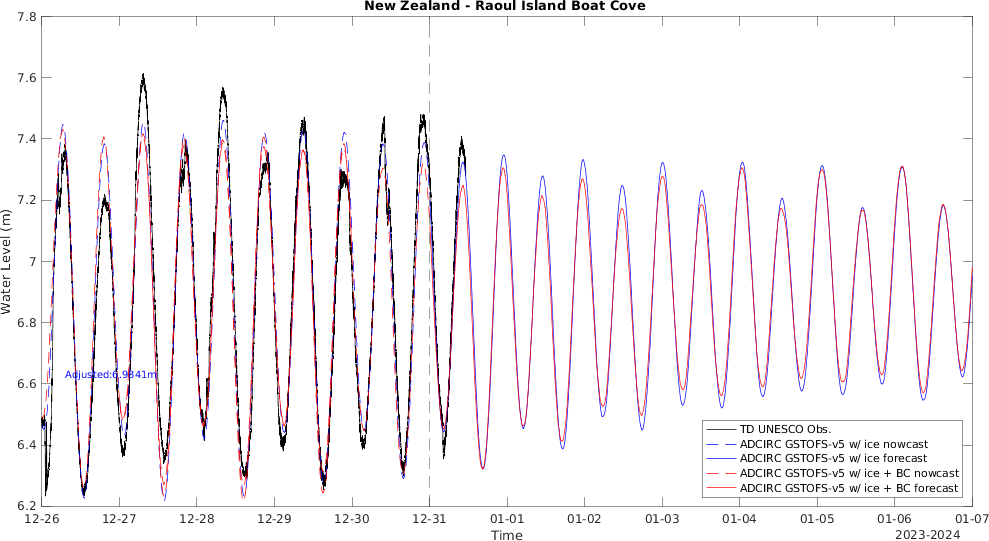 New Zealand - Raoul Island Boat Cove
7.8
7.6
7.4
7.2
7
6.8
6.6
6.4
6.2
Water Level (m)
Adjusted:6.9341m
TD UNESCO Obs.
ADCIRC GSTOFS-v5 w/ ice nowcast
ADCIRC GSTOFS-v5 w/ ice forecast
ADCIRC GSTOFS-v5 w/ ice + BC nowcast
ADCIRC GSTOFS-v5 w/ ice + BC forecast
12-26 12-27 12-28 12-29 12-30 12-31 01-01 01-02 01-03 01-04 01-05 01-06 01-07
Time
2023-2024